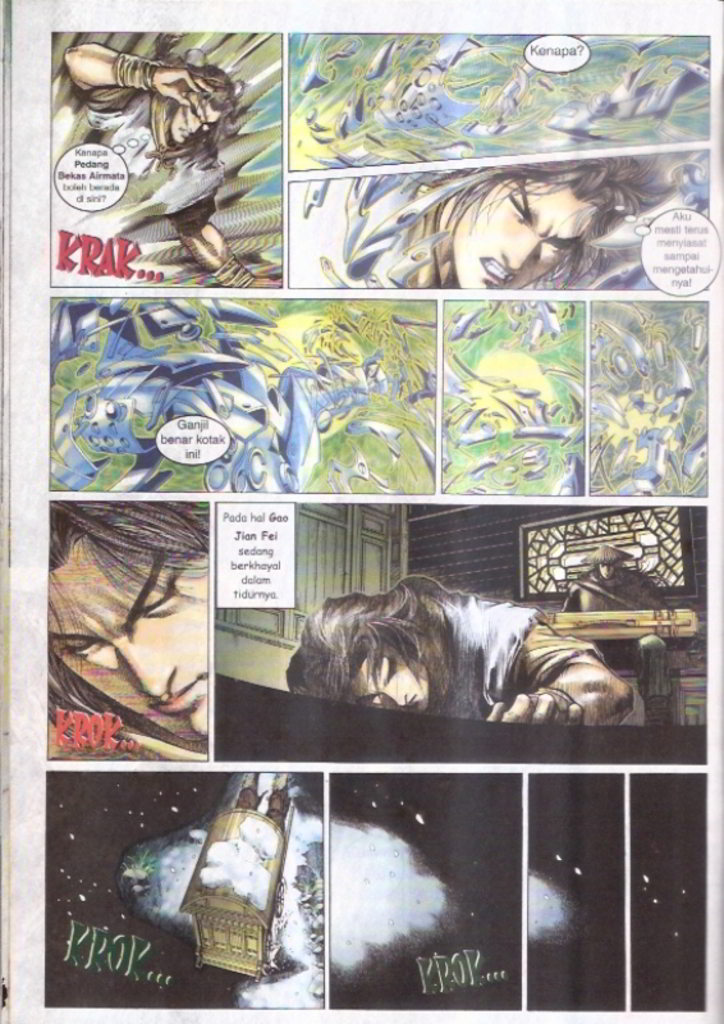 Kenapa
Pedang
Bekas Airmata
boleh berada
di sini?
KRAK...
Kenapa?
Aku
mesti terus
menyiasat
sampai
mengetahui-
nya!
Ganjil
benar kotak
ini!
KROK...
Pada hal Gao
Jian Fei
sedang
berkhayal
dalam
tidurnya.
KROK...
KROK...